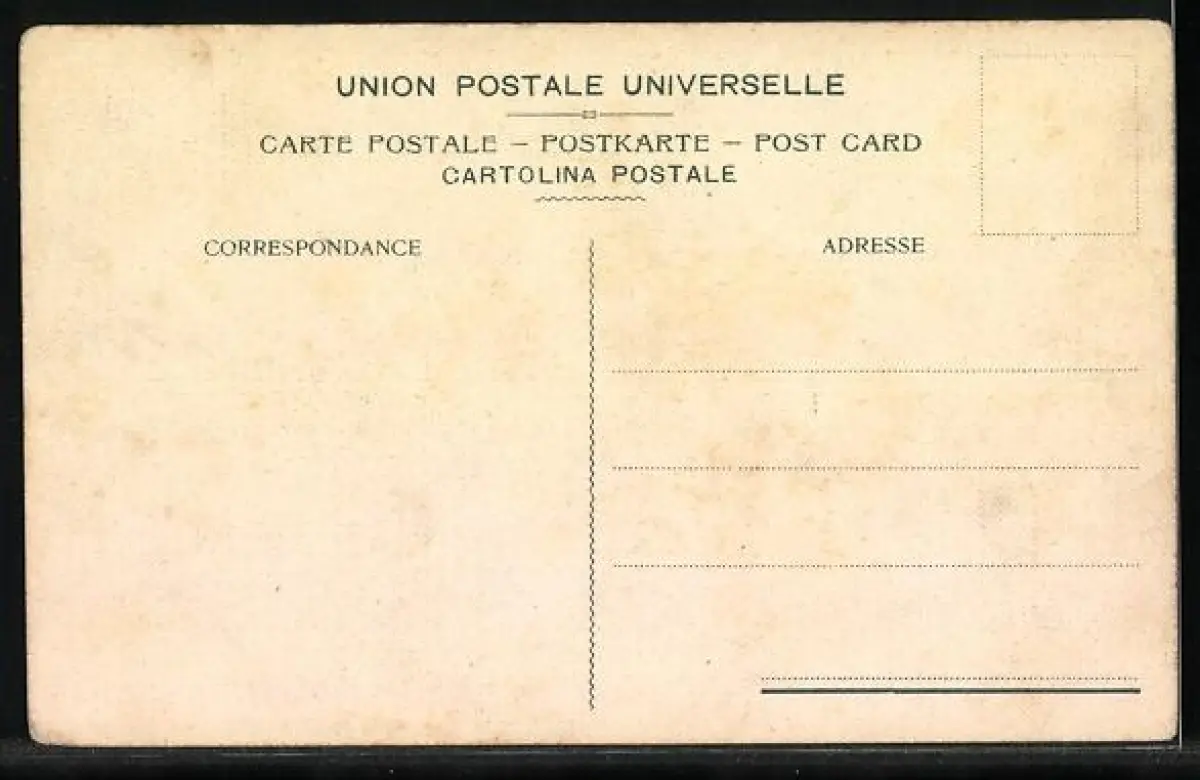 UNION POSTALE UNIVERSELLE
CARTE POSTALE – POSTKARTE – POST CARD
CARTOLINA POSTALE
CORRESPONDANCE
ADRESSE